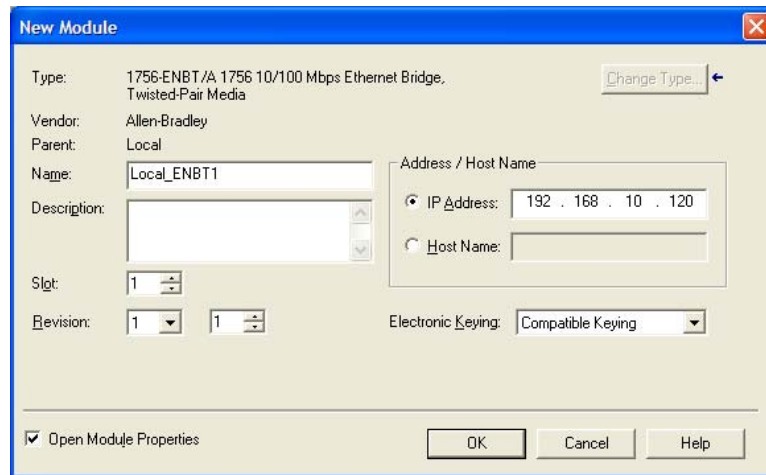 New Module
Type: 1756-ENBT/A 1756 10/100 Mbps Ethernet Bridge,
Twisted-Pair Media
Change Type...
Vendor: Allen-Bradley
Parent: Local
Name: Local_ENBT1
Description:
Address / Host Name
IP Address: 192 . 168 . 10 . 120
Host Name:
Slot: 1
Revision: 1 1
Electronic Keying: Compatible Keying
Open Module Properties
OK Cancel Help